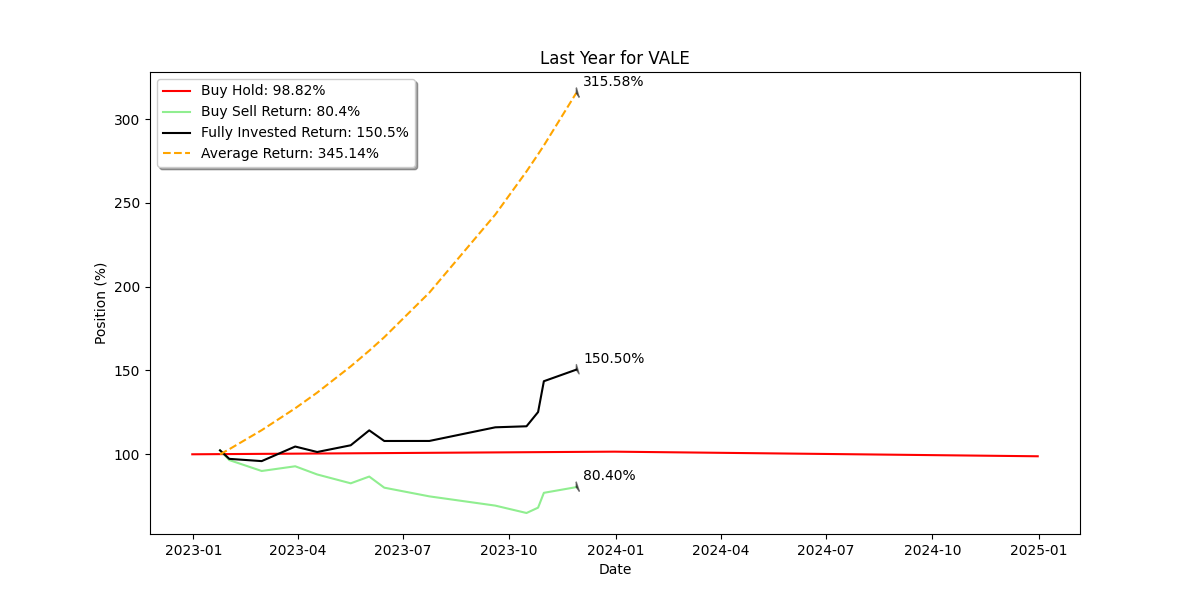 Last Year for VALE
Buy Hold: 98.82%
Buy Sell Return: 80.4%
Fully Invested Return: 150.5%
Average Return: 345.14%
315.58%
150.50%
80.40%
Position (%)
300
250
200
150
100
2023-01 2023-04 2023-07 2023-10 2024-01 2024-04 2024-07 2024-10 2025-01
Date